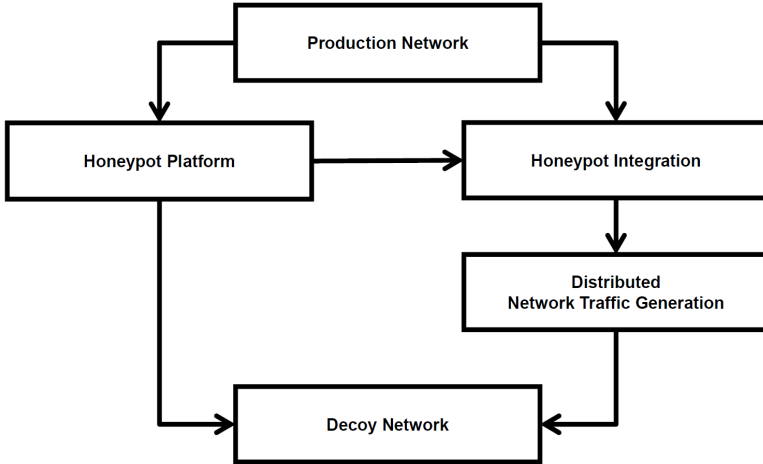 Production Network
Honeypot Platform
Honeypot Integration
Distributed
Network Traffic Generation
Decoy Network